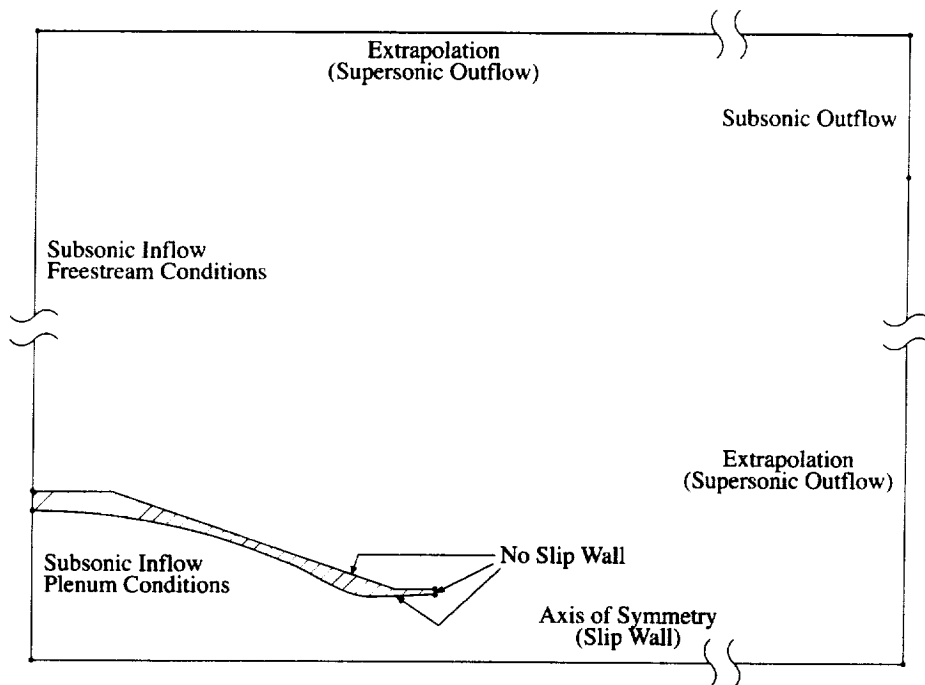 Extrapolation
(Supersonic Outflow)
Subsonic Outflow
Subsonic Inflow
Freestream Conditions
Extrapolation
(Supersonic Outflow)
No Slip Wall
Subsonic Inflow
Plenum Conditions
Axis of Symmetry
(Slip Wall)